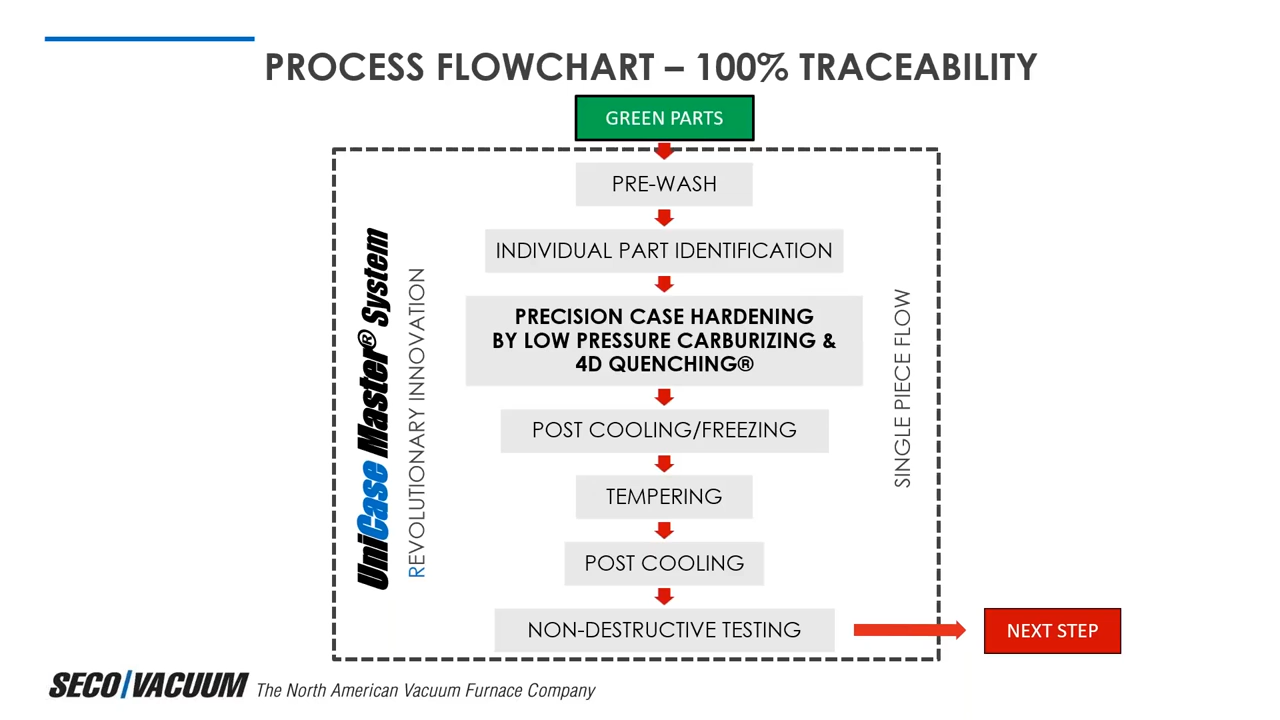 PROCESS FLOWCHART – 100% TRACEABILITY
GREEN PARTS
PRE-WASH
INDIVIDUAL PART IDENTIFICATION
PRECISION CASE HARDENING
BY LOW PRESSURE CARBURIZING &
4D QUENCHING®
POST COOLING/FREEZING
TEMPERING
POST COOLING
NON-DESTRUCTIVE TESTING
NEXT STEP
UniCase Master® System
REVOLUTIONARY INNOVATION
SINGLE PIECE FLOW
SECO/VACUUM The North American Vacuum Furnace Company